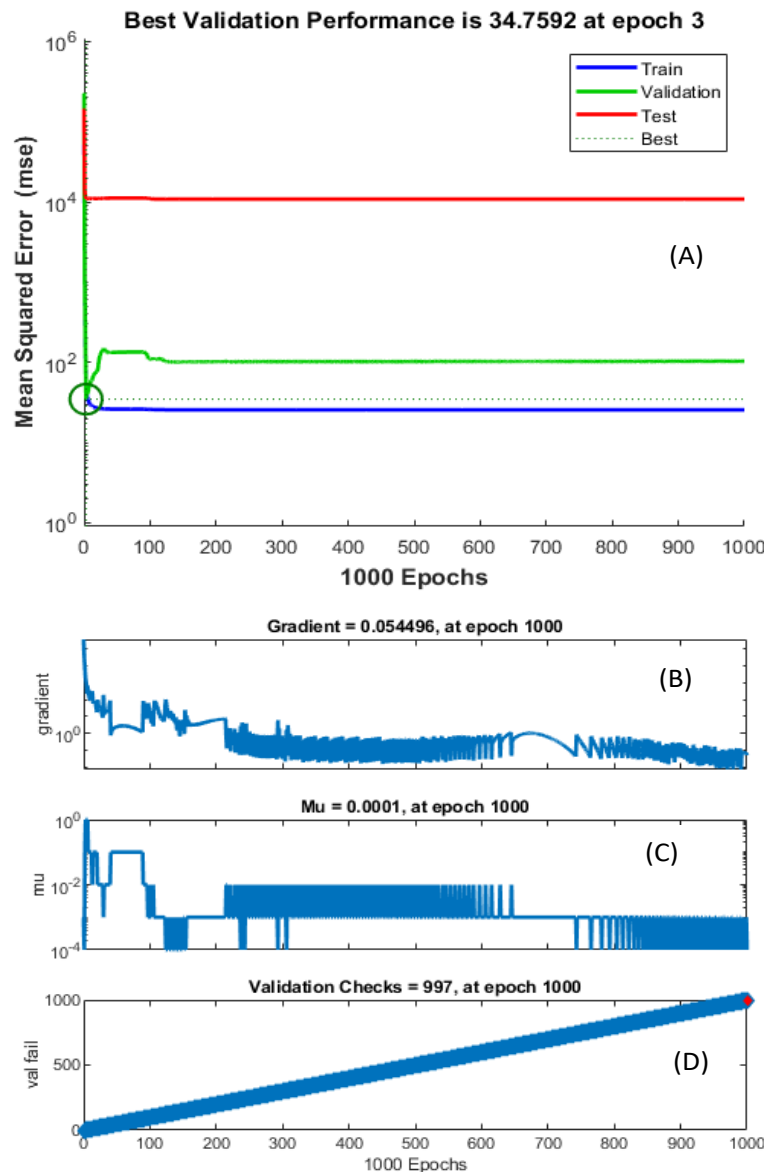 Best Validation Performance is 34.7592 at epoch 3
Mean Squared Error (mse)
10^6
10^4
10^2
10^0
Train
Validation
Test
Best
(A)
0 100 200 300 400 500 600 700 800 900 1000
1000 Epochs
Gradient = 0.054496, at epoch 1000
gradient
10^0
(B)
Mu = 0.0001, at epoch 1000
mu
10^0
10^-2
10^-4
(C)
Validation Checks = 997, at epoch 1000
val fail
1000
500
0
(D)
0 100 200 300 400 500 600 700 800 900 1000
1000 Epochs